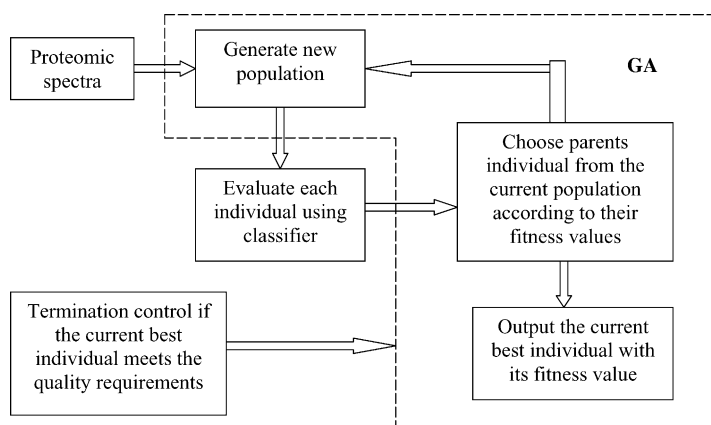 Proteomic
spectra
Generate new
population
GA
Evaluate each
individual using
classifier
Choose parents
individual from the
current population
according to their
fitness values
Termination control if
the current best
individual meets the
quality requirements
Output the current
best individual with
its fitness value